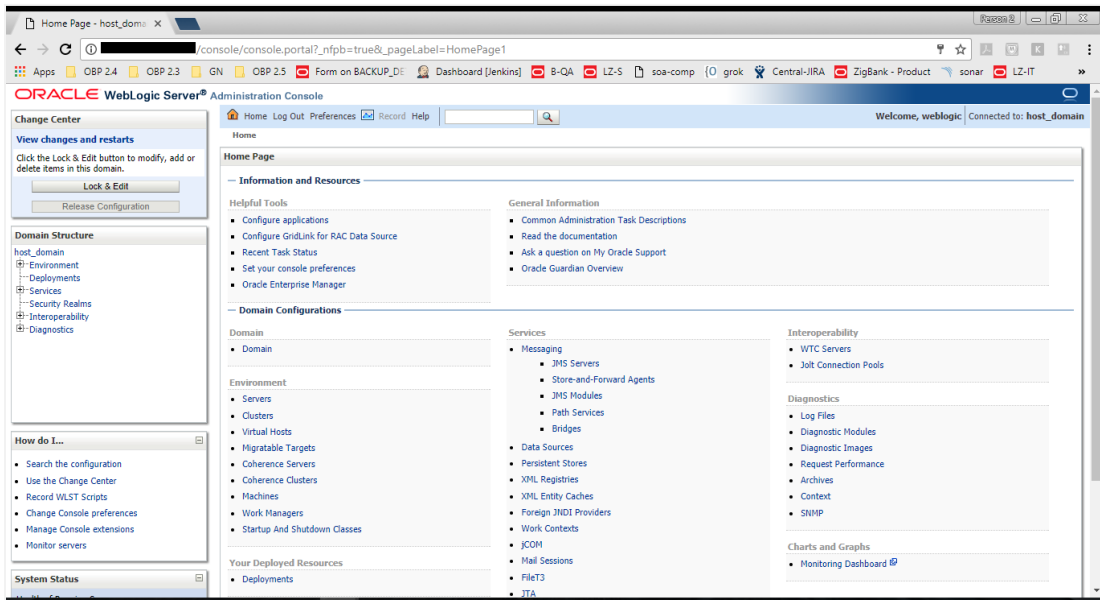 Home Page - host_doma
Person 2
/console/console.portal?_nfpb=true&_pageLabel=HomePage1
Apps OBP 2.4 OBP 2.3 GN OBP 2.5 Form on BACKUP_DE Dashboard [Jenkins] B-QA LZ-S soa-comp grok Central-JIRA ZigBank - Product sonar LZ-IT »
ORACLE WebLogic Server® Administration Console
Change Center
View changes and restarts
Click the Lock & Edit button to modify, add or
delete items in this domain.
Lock & Edit
Release Configuration
Domain Structure
host_domain
Environment
Deployments
Services
Security Realms
Interoperability
Diagnostics
How do I...
Search the configuration
Use the Change Center
Record WLST Scripts
Change Console preferences
Manage Console extensions
Monitor servers
System Status
Home Log Out Preferences Record Help
Welcome, weblogic Connected to: host_domain
Home
Home Page
Information and Resources
Helpful Tools
Configure applications
Configure GridLink for RAC Data Source
Recent Task Status
Set your console preferences
Oracle Enterprise Manager
General Information
Common Administration Task Descriptions
Read the documentation
Ask a question on My Oracle Support
Oracle Guardian Overview
Domain Configurations
Domain
Domain
Environment
Servers
Clusters
Virtual Hosts
Migratable Targets
Coherence Servers
Coherence Clusters
Machines
Work Managers
Startup And Shutdown Classes
Your Deployed Resources
Deployments
Services
Messaging
JMS Servers
Store-and-Forward Agents
JMS Modules
Path Services
Bridges
Data Sources
Persistent Stores
XML Registries
XML Entity Caches
Foreign JNDI Providers
Work Contexts
jCOM
Mail Sessions
FileT3
JTA
Interoperability
WTC Servers
Jolt Connection Pools
Diagnostics
Log Files
Diagnostic Modules
Diagnostic Images
Request Performance
Archives
Context
SNMP
Charts and Graphs
Monitoring Dashboard